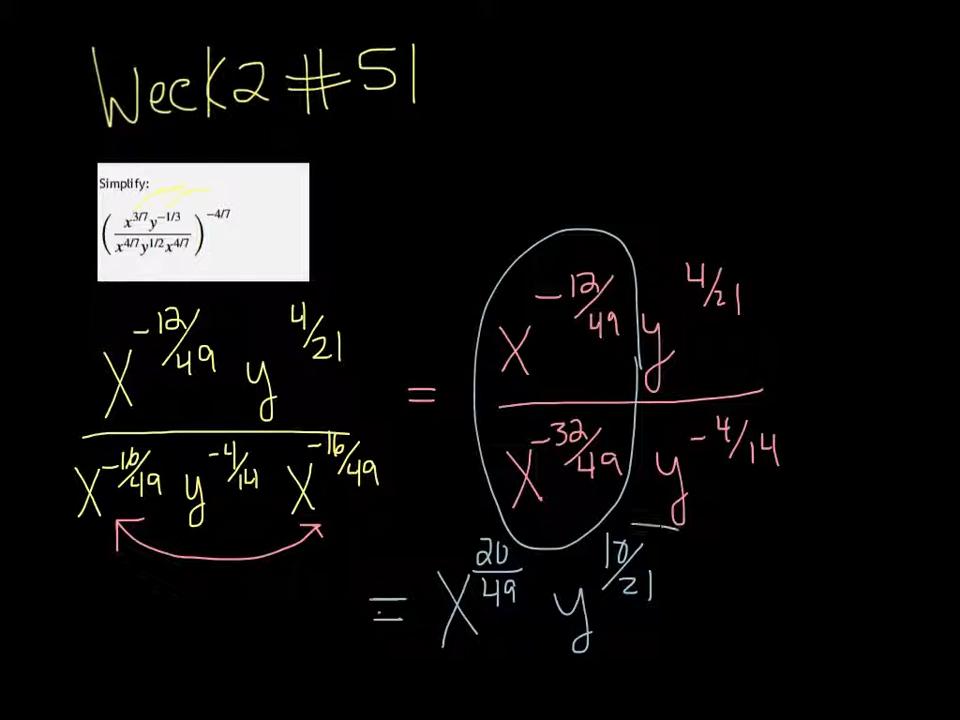 Week2 #51
Simplify:
(x^{3/7}y^{-1/3} / x^{4/7}y^{1/2}x^{4/7})^{-4/7}
x^{-12/49} y^{4/21} / x^{-16/49} y^{-4/14} x^{-16/49} = x^{-12/49} y^{4/21} / x^{-32/49} y^{-4/14}
= x^{20/49} y^{10/21}